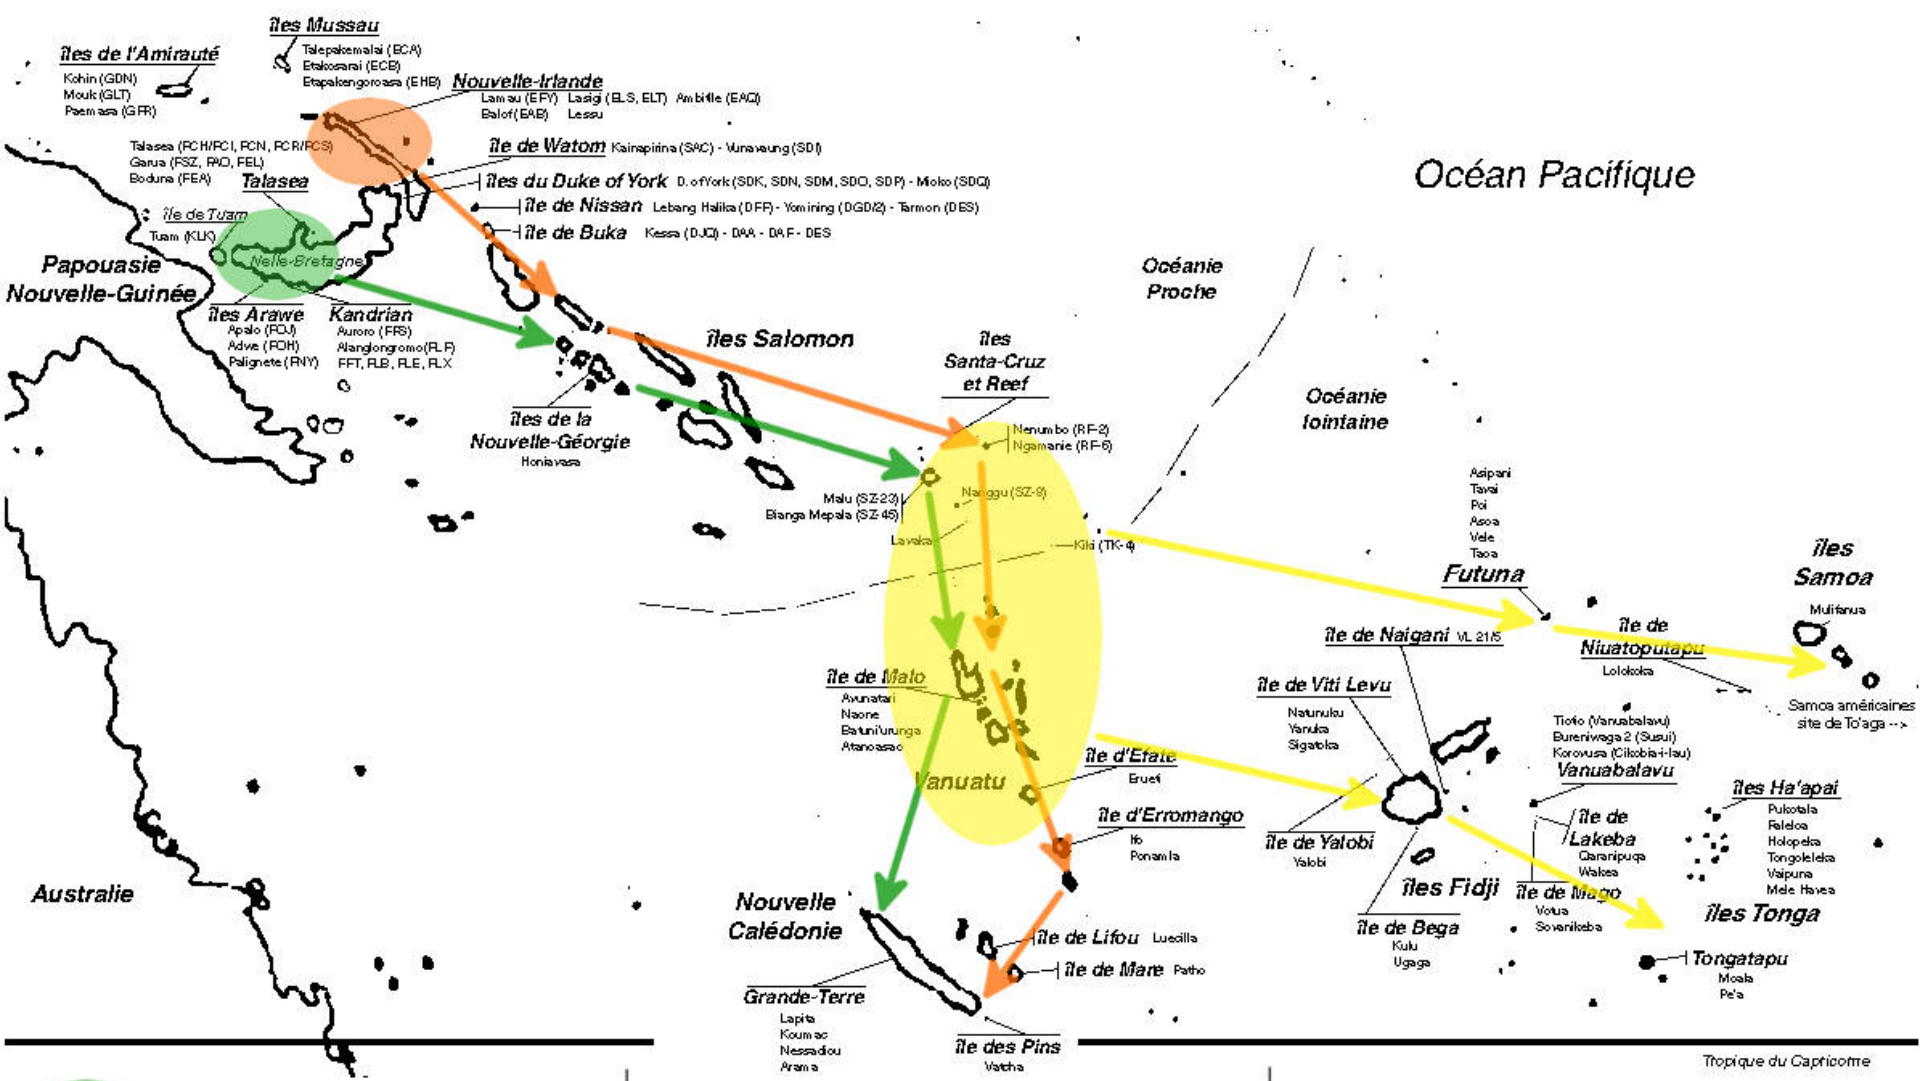 îles Mussau
Talepakemalai (ECA)
Etakosarai (ECB)
Etapakengoroasa (EHB)
îles de l'Amirauté
Kohin (GDN)
Mouk (GLT)
Paemasa (GFR)
Nouvelle-Irlande
Lamau (EFY) Lasigi (ELS, ELT) Ambitle (EAQ)
Balof (EAB) Lessu
Talasea (FCH/FCI, FCN, FCR/FCS)
Garua (FSZ, FAO, FEL)
Boduna (FEA)
Talasea
île de Watom Kainapirina (SAC) - Vunavaung (SDI)
îles du Duke of York D. of York (SDK, SDN, SDM, SDO, SDP) - Mioko (SDQ)
île de Nissan Lebang Halika (DFF) - Yomining (DGD/2) - Tarmon (DES)
île de Buka Kessa (DJQ) - DAA - DAF - DES
île de Tuam
Tuam (KLK)
Nelle-Bretagne
Papouasie
Nouvelle-Guinée
îles Arawe
Apalo (FOJ)
Adwe (FOH)
Palignete (FNY)
Kandrian
Auroro (FFS)
Alanglongromo (FLF)
FFT, FLB, FLE, FLX
Océan Pacifique
Océanie
Proche
Océanie
lointaine
îles Salomon
îles
Santa-Cruz
et Reef
Nenumbo (RF-2)
Ngamanie (RF-6)
îles de la
Nouvelle-Géorgie
Honiavasa
Malu (SZ-23)
Bianga Mepala (SZ-45)
Nanggu (SZ-8)
Lavaka
Kiki (TK-4)
Asipani
Tavai
Poi
Asoa
Vele
Taoa
Futuna
îles
Samoa
Mulifanua
île de
Niuatoputapu
Lolokoka
Samoa américaines
site de To'aga -->
île de Naigani VL 21/5
île de Viti Levu
Natunuku
Yanuka
Sigatoka
île de Malo
Avunatari
Naone
Batuni'urunga
Atanoasao
Vanuatu
île d'Efate
Erueti
île d'Erromango
Ifo
Ponamla
île de Yalobi
Yalobi
Tiotio (Vanuabalavu)
Bureniwaga 2 (Susui)
Korovusa (Cikobia-i-lau)
Vanuabalavu
île de
Lakeba
Qaranipuqa
Wakea
îles Ha'apai
Pukotala
Faleloa
Holopeka
Tongoleleka
Vaipuna
Mele Havea
îles Fidji
île de Mago
Votua
Sovanikeba
île de Bega
Kulu
Ugaga
îles Tonga
Tongatapu
Moala
Pe'a
Australie
Nouvelle
Calédonie
île de Lifou Luecilla
île de Mare Patho
Grande-Terre
Lapita
Koumac
Nessadiou
Arama
île des Pins
Vatcha
Tropique du Capricorne